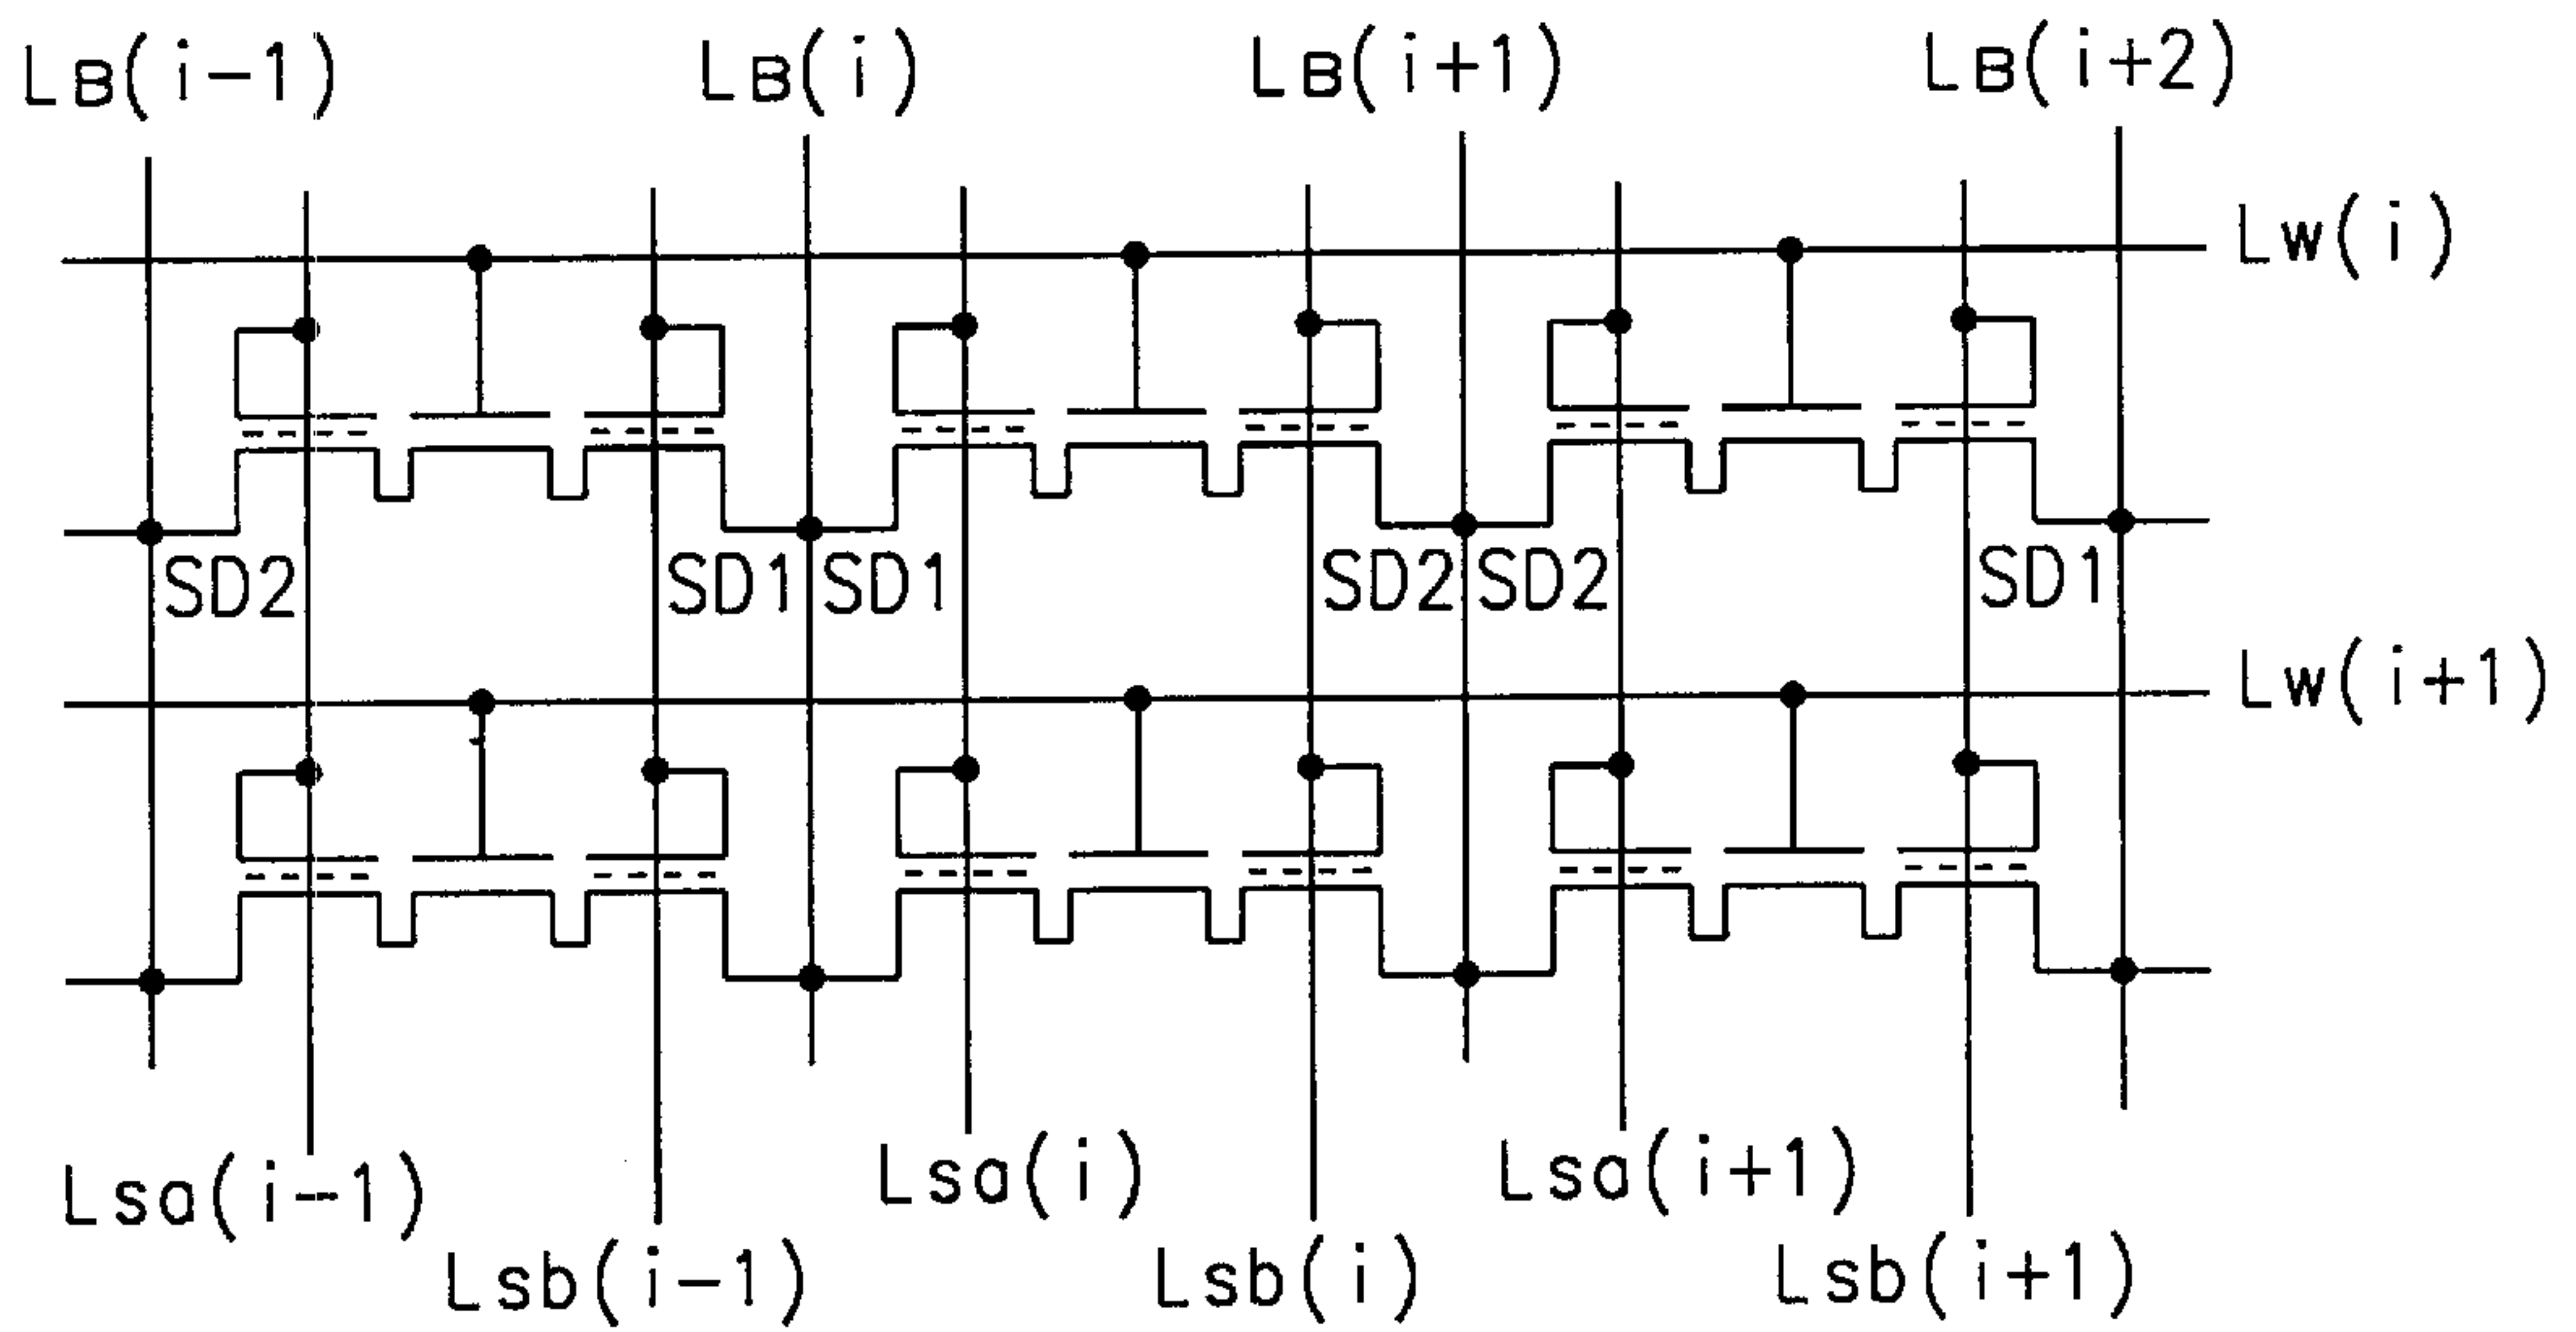 LB(i-1) LB(i) LB(i+1) LB(i+2)
Lw(i)
SD2 SD1 SD1 SD2 SD2 SD1
Lw(i+1)
Lsa(i-1) Lsa(i) Lsa(i+1)
Lsb(i-1) Lsb(i) Lsb(i+1)